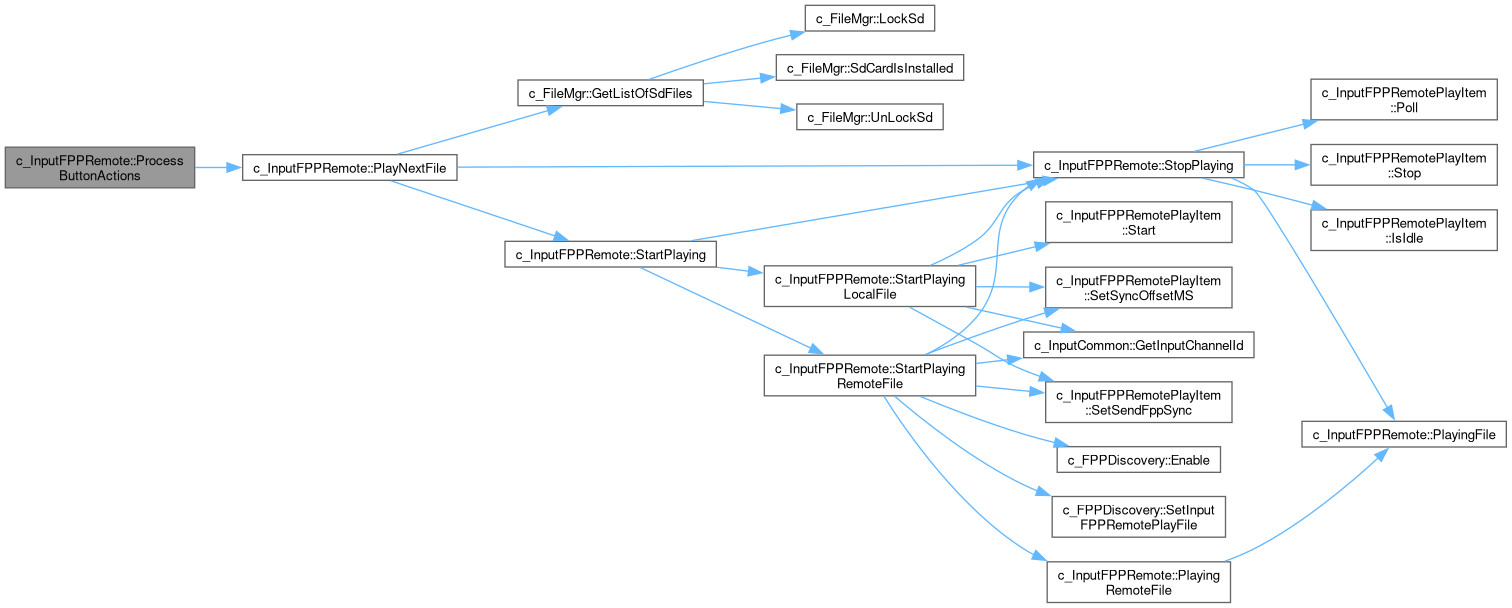 c_InputFPPRemote::Process
ButtonActions
c_InputFPPRemote::PlayNextFile
c_FileMgr::GetListOfSdFiles
c_FileMgr::LockSd
c_FileMgr::SdCardIsInstalled
c_FileMgr::UnLockSd
c_InputFPPRemote::StartPlaying
c_InputFPPRemote::StartPlaying
LocalFile
c_InputFPPRemote::StartPlaying
RemoteFile
c_InputFPPRemote::StopPlaying
c_InputFPPRemotePlayItem
::Start
c_InputFPPRemotePlayItem
::SetSyncOffsetMS
c_InputCommon::GetInputChannelId
c_InputFPPRemotePlayItem
::SetSendFppSync
c_FPPDiscovery::Enable
c_FPPDiscovery::SetInput
FPPRemotePlayFile
c_InputFPPRemote::Playing
RemoteFile
c_InputFPPRemotePlayItem
::Poll
c_InputFPPRemotePlayItem
::Stop
c_InputFPPRemotePlayItem
::IsIdle
c_InputFPPRemote::PlayingFile